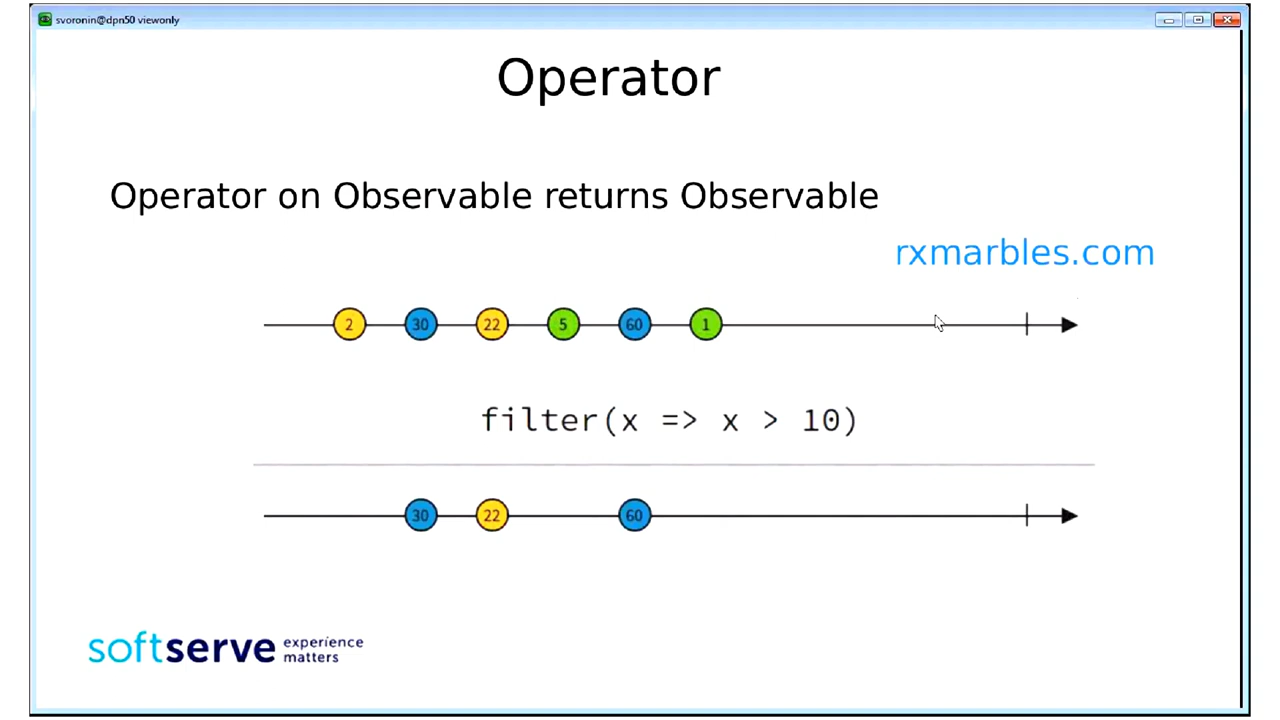 svoronin@dpn50 viewonly
Operator
Operator on Observable returns Observable
rxmarbles.com
2 30 22 5 60 1
filter(x => x > 10)
30 22 60
softserve experience
matters